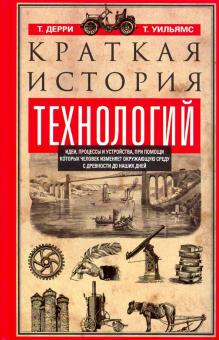 Т. ДЕРРИ Т. УИЛЬЯМС
КРАТКАЯ
ИСТОРИЯ
ТЕХНОЛОГИЙ
ИДЕИ, ПРОЦЕССЫ И УСТРОЙСТВА, ПРИ ПОМОЩИ
КОТОРЫХ ЧЕЛОВЕК ИЗМЕНЯЕТ ОКРУЖАЮЩУЮ СРЕДУ
С ДРЕВНОСТИ ДО НАШИХ ДНЕЙ